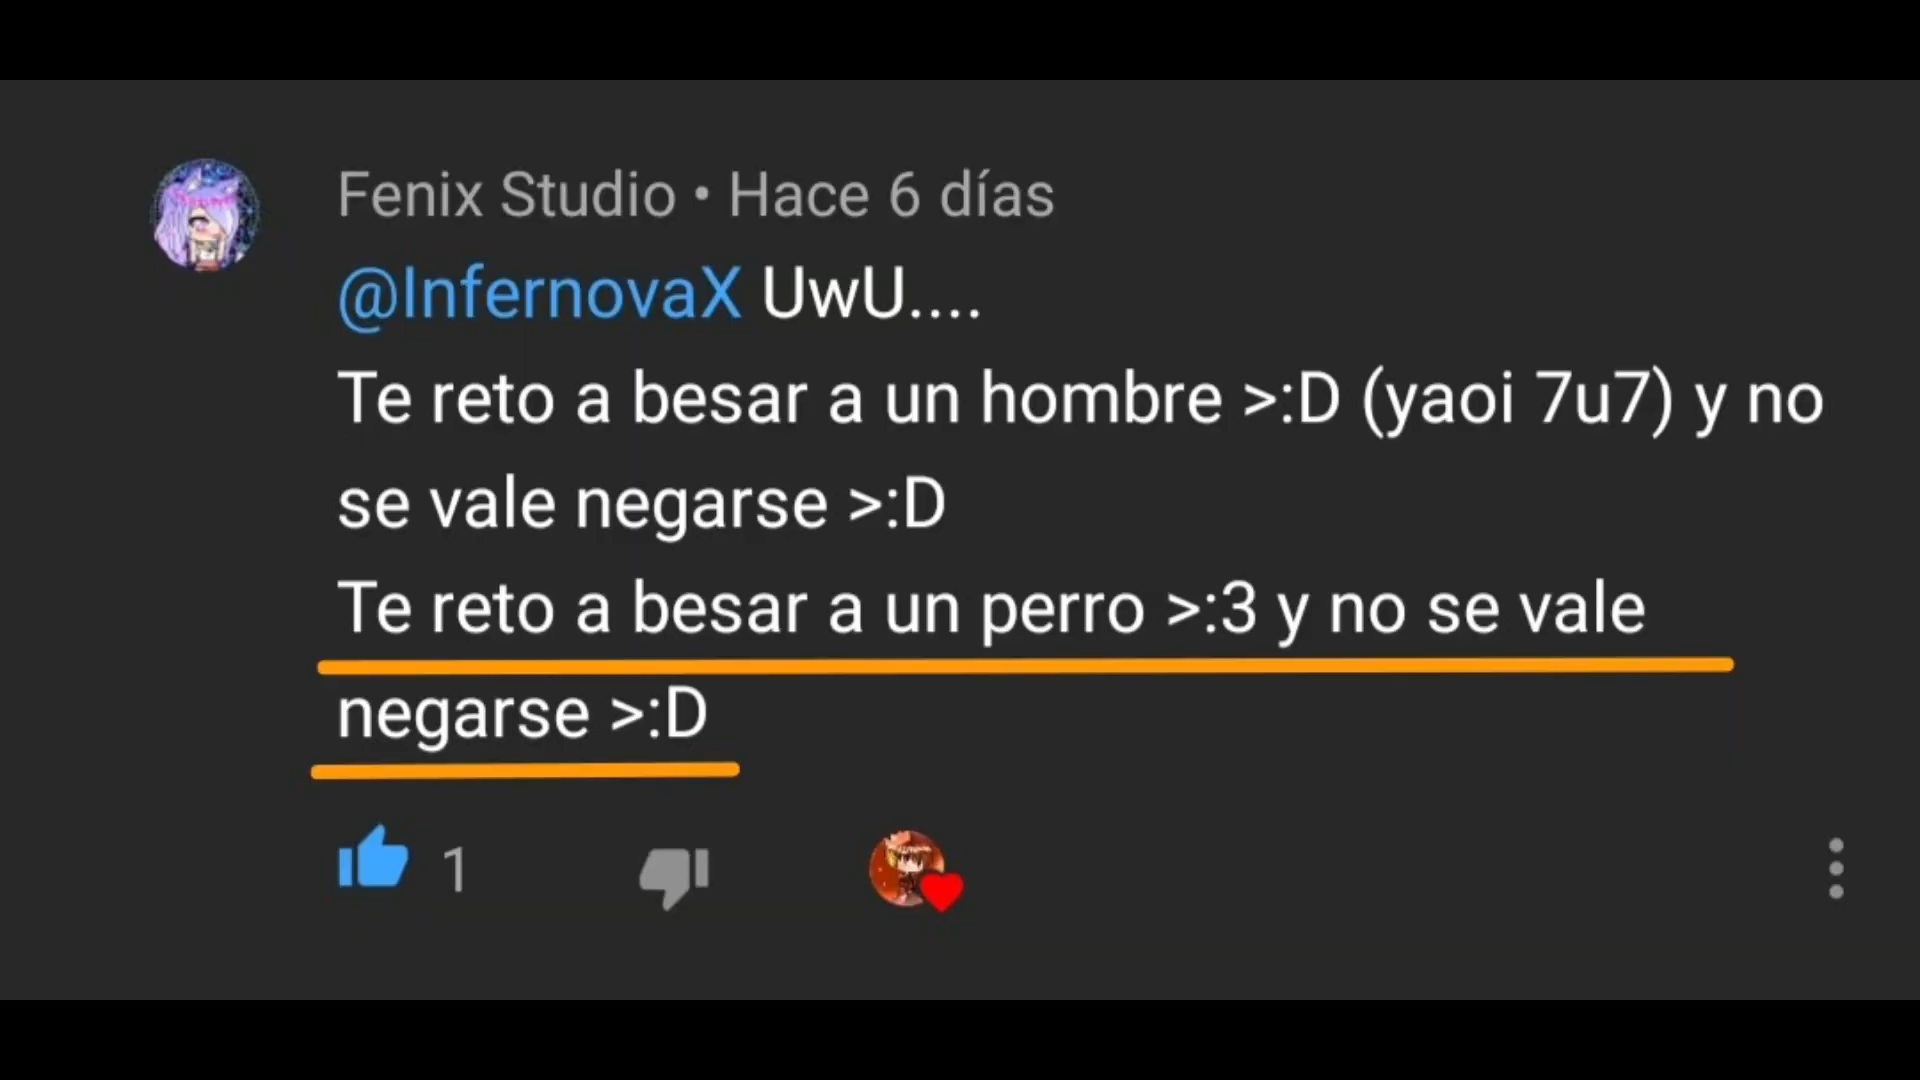 Fenix Studio • Hace 6 días
@InfernovaX UwU....
Te reto a besar a un hombre >:D (yaoi 7u7) y no
se vale negarse >:D
Te reto a besar a un perro >:3 y no se vale
negarse >:D
1